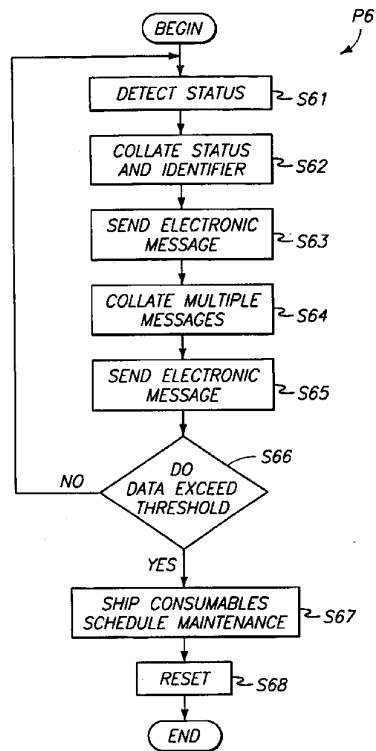 BEGIN
P6
DETECT STATUS
S61
COLLATE STATUS
AND IDENTIFIER
S62
SEND ELECTRONIC
MESSAGE
S63
COLLATE MULTIPLE
MESSAGES
S64
SEND ELECTRONIC
MESSAGE
S65
S66
DO
DATA EXCEED
THRESHOLD
NO
YES
SHIP CONSUMABLES
SCHEDULE MAINTENANCE
S67
RESET
S68
END